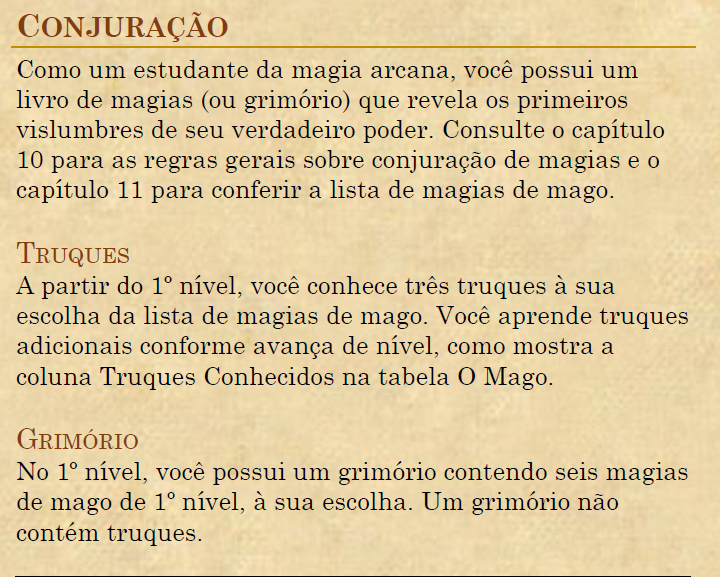 CONJURAÇÃO
Como um estudante da magia arcana, você possui um
livro de magias (ou grimório) que revela os primeiros
vislumbres de seu verdadeiro poder. Consulte o capítulo
10 para as regras gerais sobre conjuração de magias e o
capítulo 11 para conferir a lista de magias de mago.
TRUQUES
A partir do 1º nível, você conhece três truques à sua
escolha da lista de magias de mago. Você aprende truques
adicionais conforme avança de nível, como mostra a
coluna Truques Conhecidos na tabela O Mago.
GRIMÓRIO
No 1º nível, você possui um grimório contendo seis magias
de mago de 1º nível, à sua escolha. Um grimório não
contém truques.